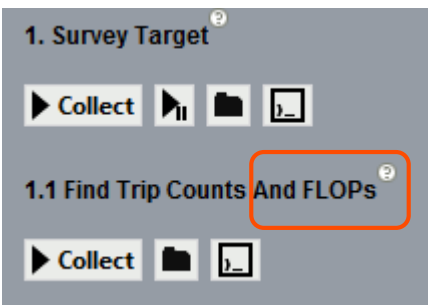 1. Survey Target ?
Collect
1.1 Find Trip Counts And FLOPs ?
Collect